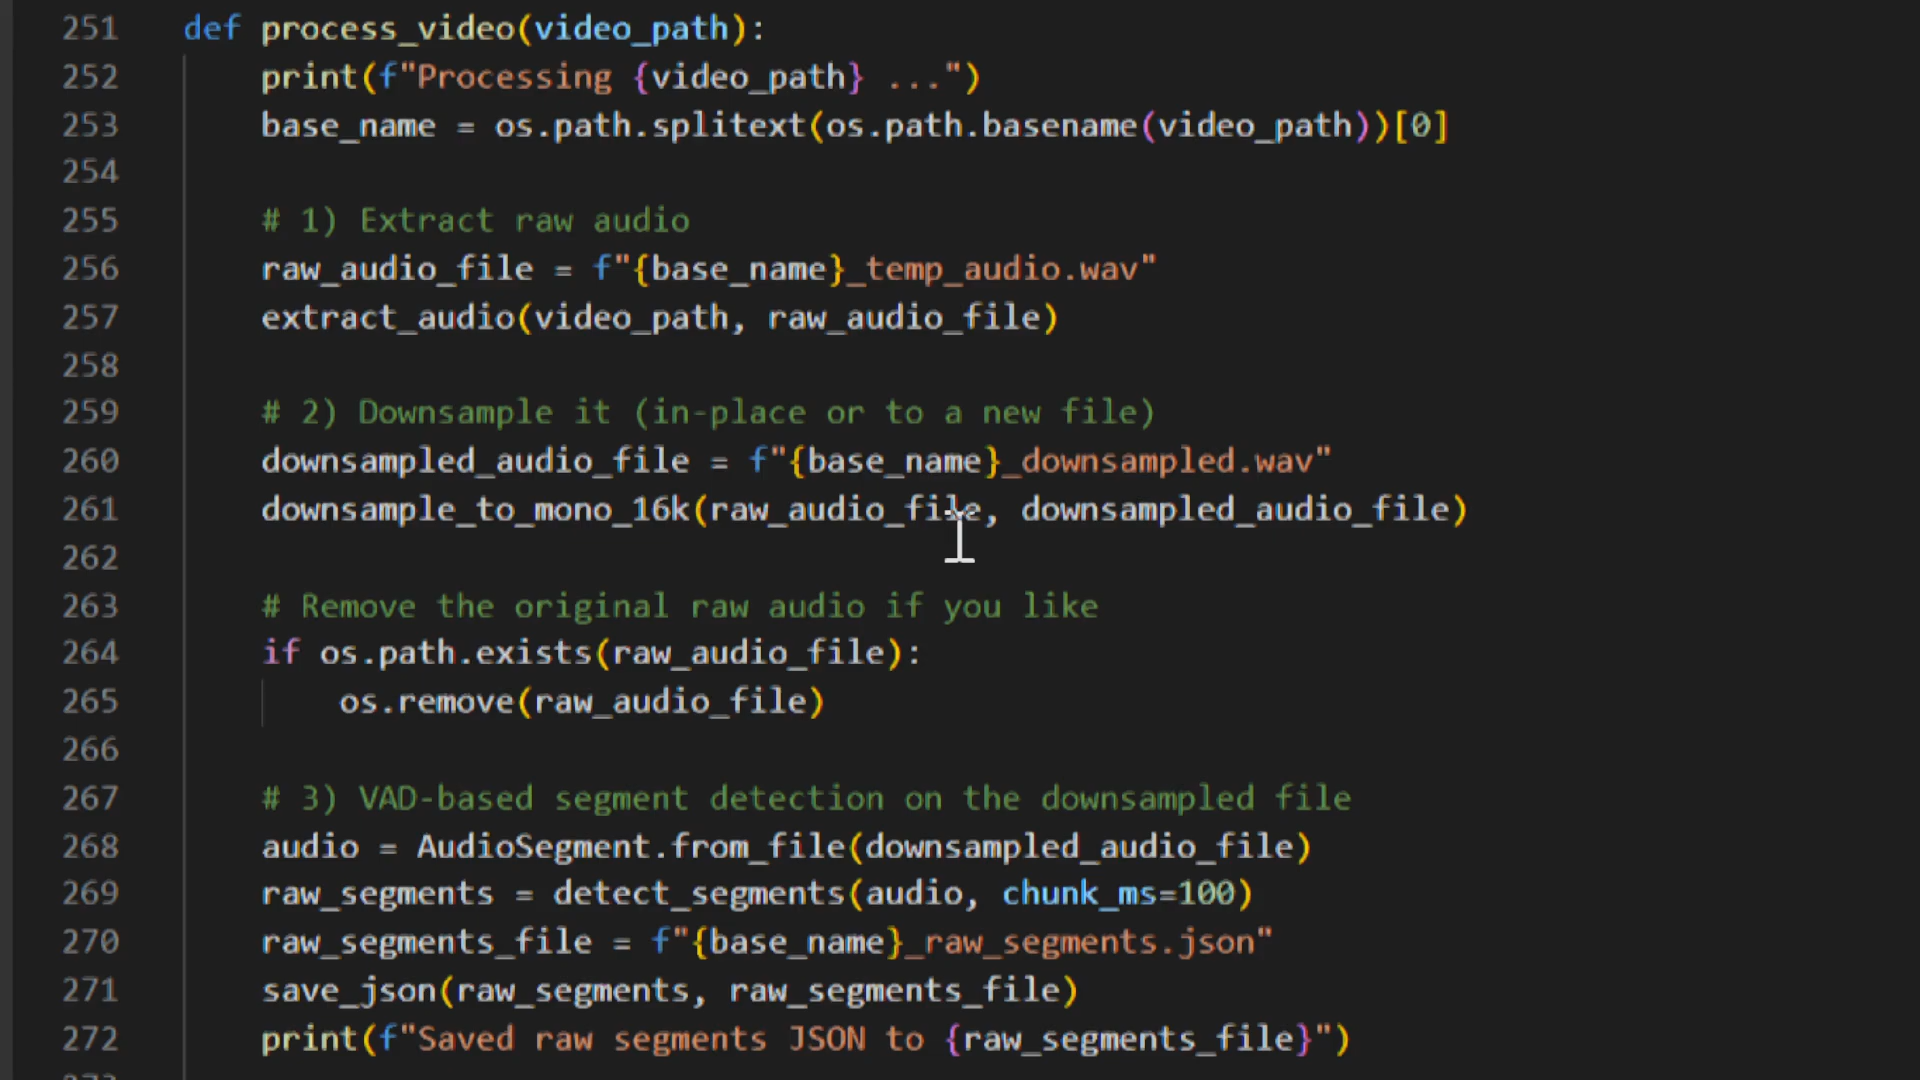 251 def process_video(video_path):
252     print(f"Processing {video_path} ...")
253     base_name = os.path.splitext(os.path.basename(video_path))[0]
254
255     # 1) Extract raw audio
256     raw_audio_file = f"{base_name}_temp_audio.wav"
257     extract_audio(video_path, raw_audio_file)
258
259     # 2) Downsample it (in-place or to a new file)
260     downsampled_audio_file = f"{base_name}_downsampled.wav"
261     downsample_to_mono_16k(raw_audio_file, downsampled_audio_file)
262
263     # Remove the original raw audio if you like
264     if os.path.exists(raw_audio_file):
265         os.remove(raw_audio_file)
266
267     # 3) VAD-based segment detection on the downsampled file
268     audio = AudioSegment.from_file(downsampled_audio_file)
269     raw_segments = detect_segments(audio, chunk_ms=100)
270     raw_segments_file = f"{base_name}_raw_segments.json"
271     save_json(raw_segments, raw_segments_file)
272     print(f"Saved raw segments JSON to {raw_segments_file}")